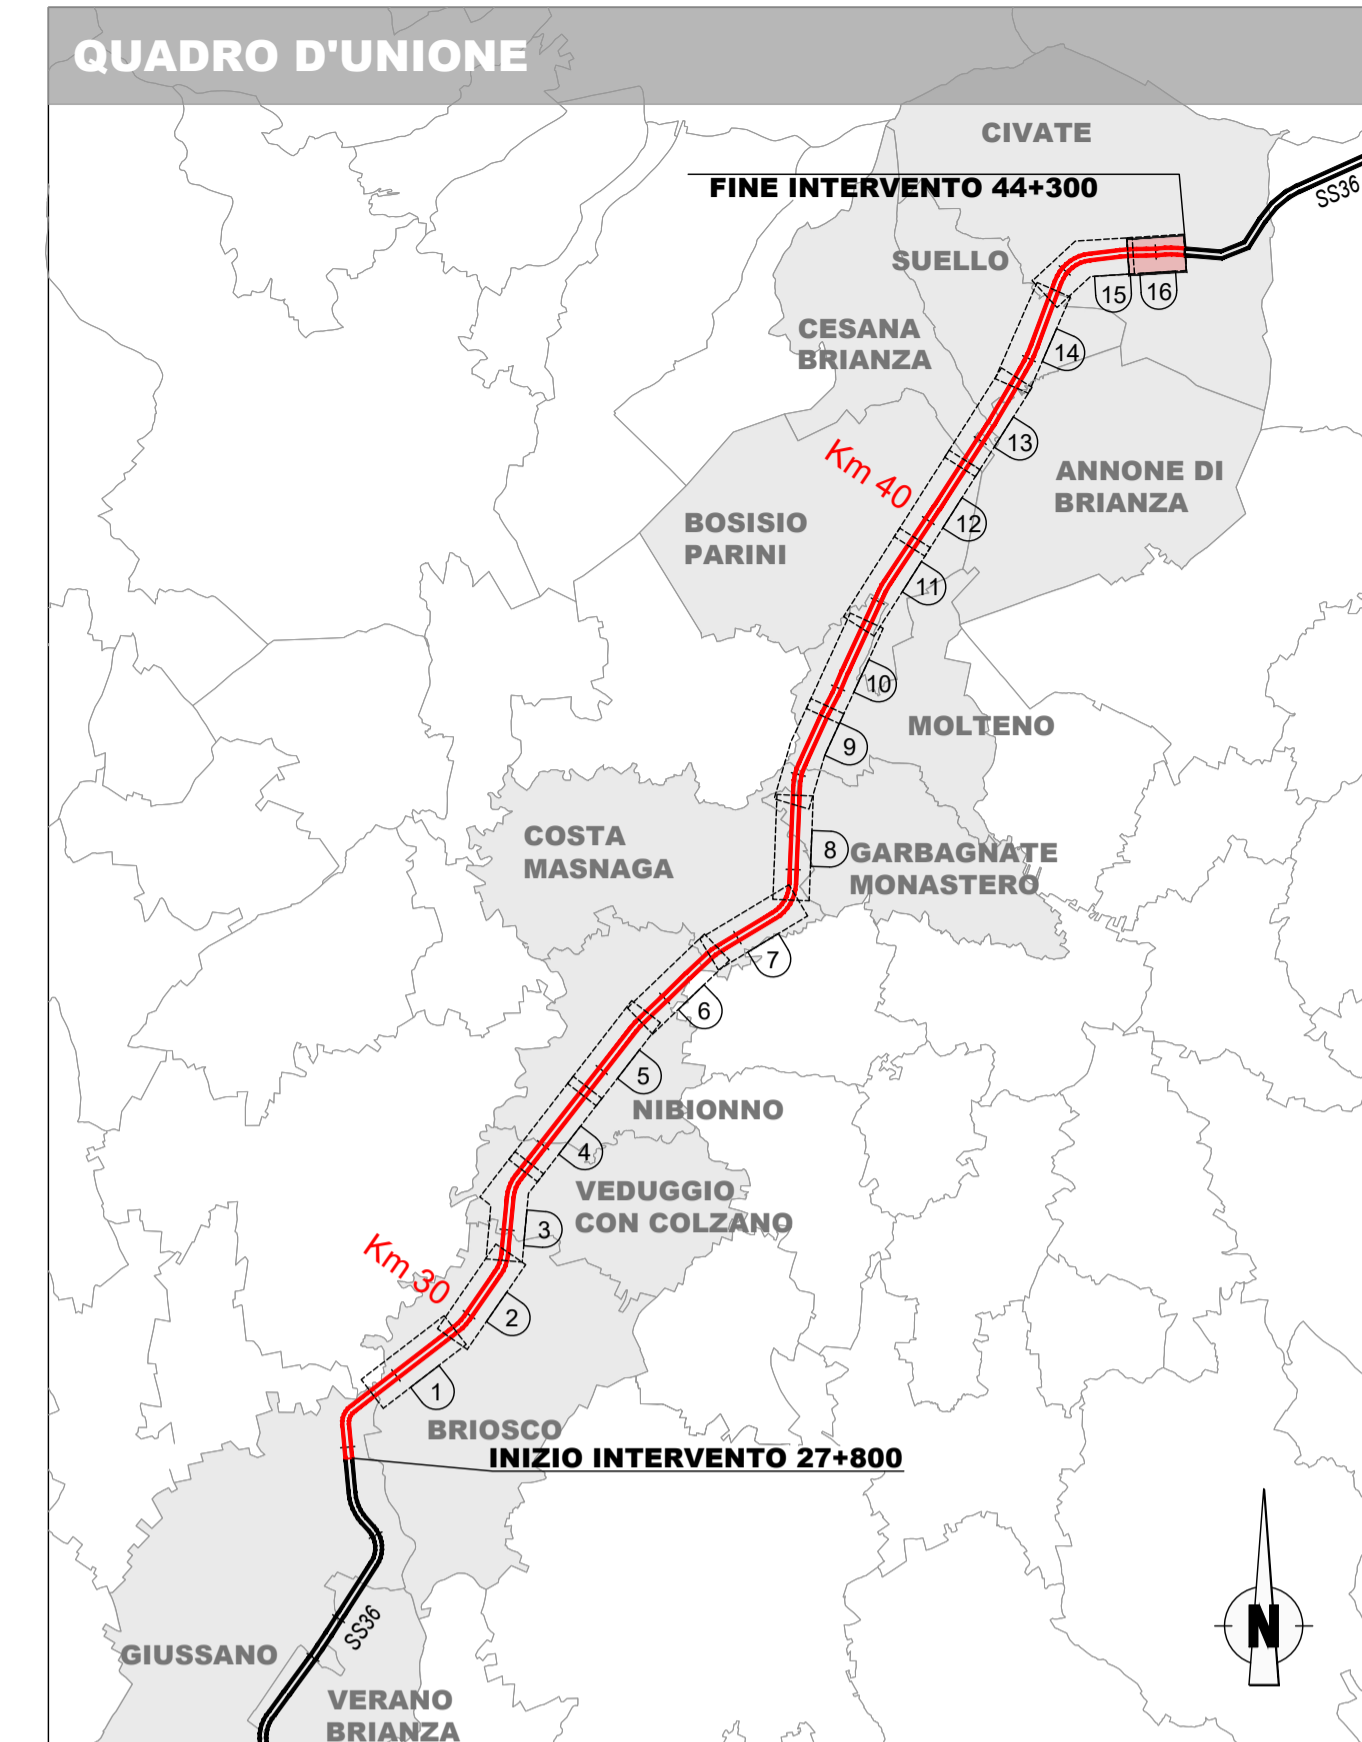 QUADRO D'UNIONE
CIVATE
SS36
FINE INTERVENTO 44+300
SUELLO
15
16
CESANA
BRIANZA
14
13
Km 40
ANNONE DI
BRIANZA
BOSISIO
PARINI
12
11
10
MOLTENO
9
COSTA
MASNAGA
8
GARBAGNATE
MONASTERO
7
6
5
NIBIONNO
4
VEDUGGIO
CON COLZANO
3
Km 30
2
1
BRIOSCO
INIZIO INTERVENTO 27+800
SS36
N
GIUSSANO
VERANO
BRIANZA